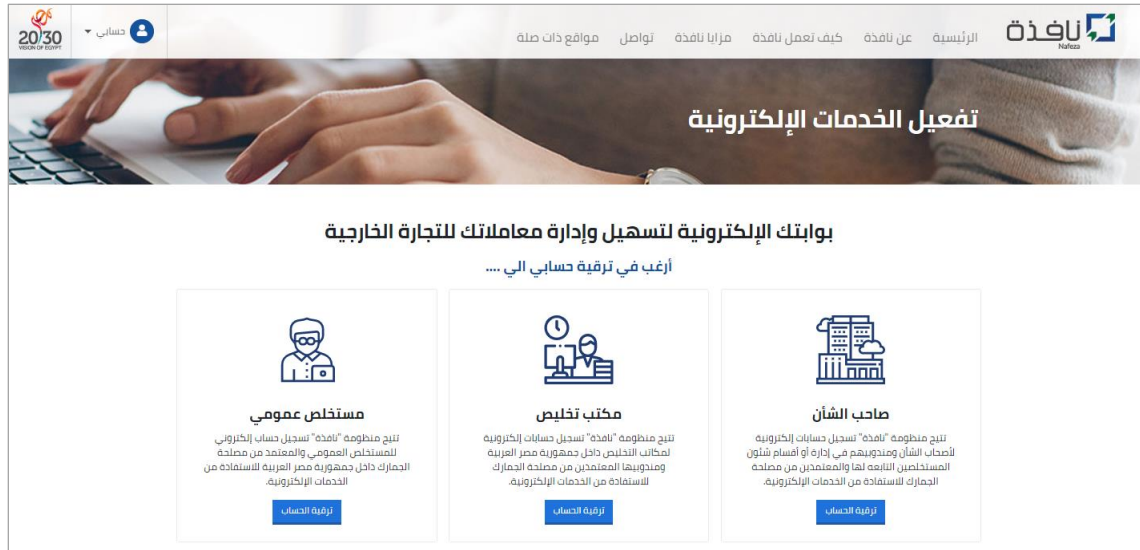 نافذة
Nafeza
الرئيسية
عن نافذة
كيف تعمل نافذة
مزايا نافذة
تواصل
مواقع ذات صلة
حسابي
20/30
VISION OF EGYPT
تفعيل الخدمات الإلكترونية
بوابتك الإلكترونية لتسهيل وإدارة معاملاتك للتجارة الخارجية
أرغب في ترقية حسابي الي ....
صاحب الشأن
تتيح منظومة "نافذة" تسجيل حسابات إلكترونية
لأصحاب الشأن ومندوبيهم في إدارة أو أقسام شئون
المستخلصين التابعه لها والمعتمدين من مصلحة
الجمارك للاستفادة من الخدمات الإلكترونية.
ترقية الحساب
مكتب تخليص
تتيح منظومة "نافذة" تسجيل حسابات إلكترونية
لمكاتب التخليص داخل جمهورية مصر العربية
ومندوبيها المعتمدين من مصلحة الجمارك
للاستفادة من الخدمات الإلكترونية.
ترقية الحساب
مستخلص عمومي
تتيح منظومة "نافذة" تسجيل حساب إلكتروني
للمستخلص العمومي والمعتمد من مصلحة
الجمارك داخل جمهورية مصر العربية للاستفادة من
الخدمات الإلكترونية.
ترقية الحساب